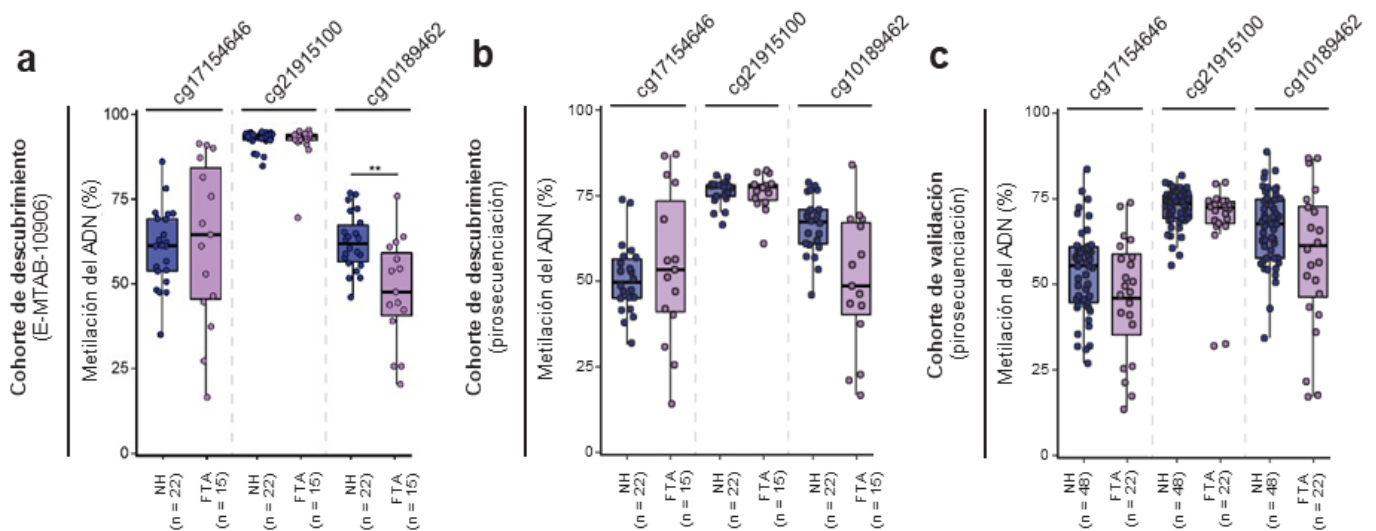 a
Cohorte de descubrimiento
(E-MTAB-10906)
Metilación del ADN (%)
cg17154646
cg21915100
cg10189462
100
75
50
25
0
**
NH
(n = 22)
FTA
(n = 15)
NH
(n = 22)
FTA
(n = 15)
NH
(n = 22)
FTA
(n = 15)
b
Cohorte de descubrimiento
(pirosecuenciación)
Metilación del ADN (%)
cg17154646
cg21915100
cg10189462
100
75
50
25
0
NH
(n = 22)
FTA
(n = 15)
NH
(n = 22)
FTA
(n = 15)
NH
(n = 22)
FTA
(n = 15)
c
Cohorte de validación
(pirosecuenciación)
Metilación del ADN (%)
cg17154646
cg21915100
cg10189462
100
75
50
25
0
NH
(n = 48)
FTA
(n = 22)
NH
(n = 48)
FTA
(n = 22)
NH
(n = 48)
FTA
(n = 22)